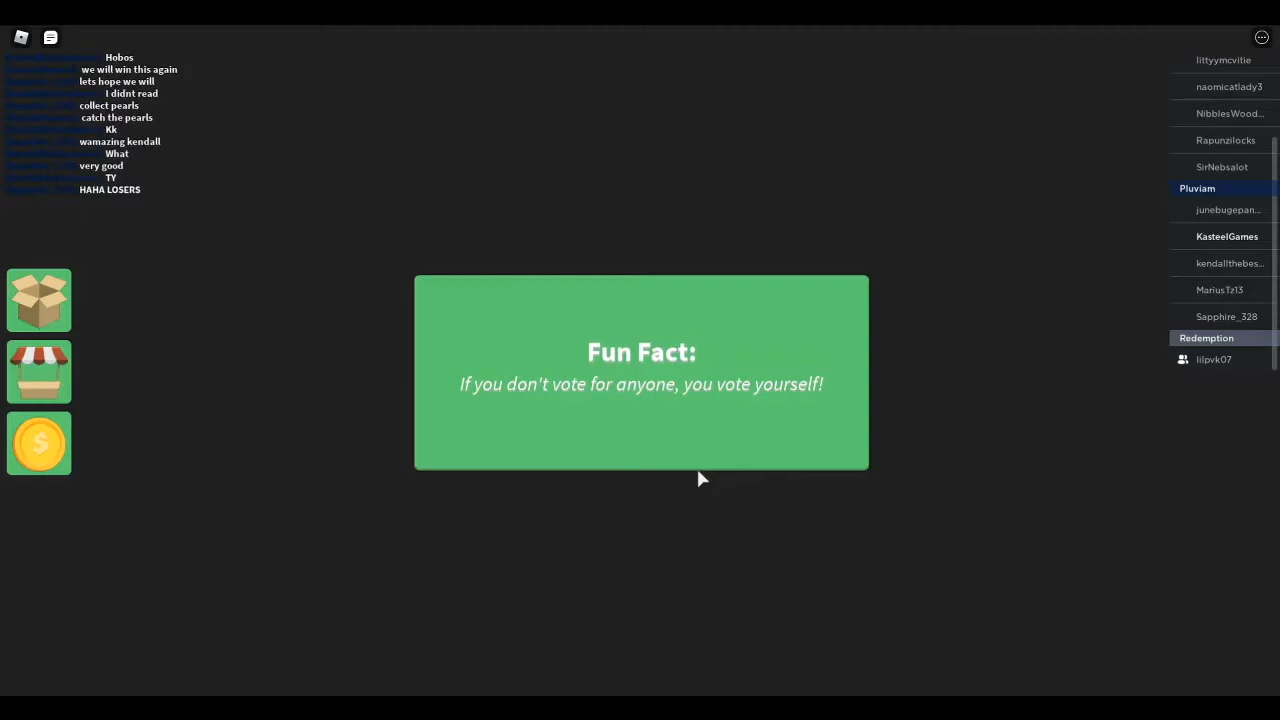 Hobos
we will win this again
lets hope we will
I didnt read
collect pearls
catch the pearls
Kk
wamazing kendall
What
very good
TY
HAHA LOSERS
Fun Fact:
If you don't vote for anyone, you vote yourself!
littyymcvitie
naomicatlady3
NibblesWood...
Rapunzilocks
SirNebsalot
Pluviam
junebugepan...
KasteelGames
kendallthebes...
MariusTz13
Sapphire_328
Redemption
lilpvk07